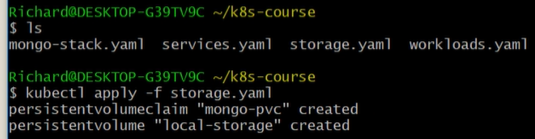 Richard@DESKTOP-G39TV9C ~/k8s-course
$ ls
mongo-stack.yaml  services.yaml  storage.yaml  workloads.yaml

Richard@DESKTOP-G39TV9C ~/k8s-course
$ kubectl apply -f storage.yaml
persistentvolumeclaim "mongo-pvc" created
persistentvolume "local-storage" created